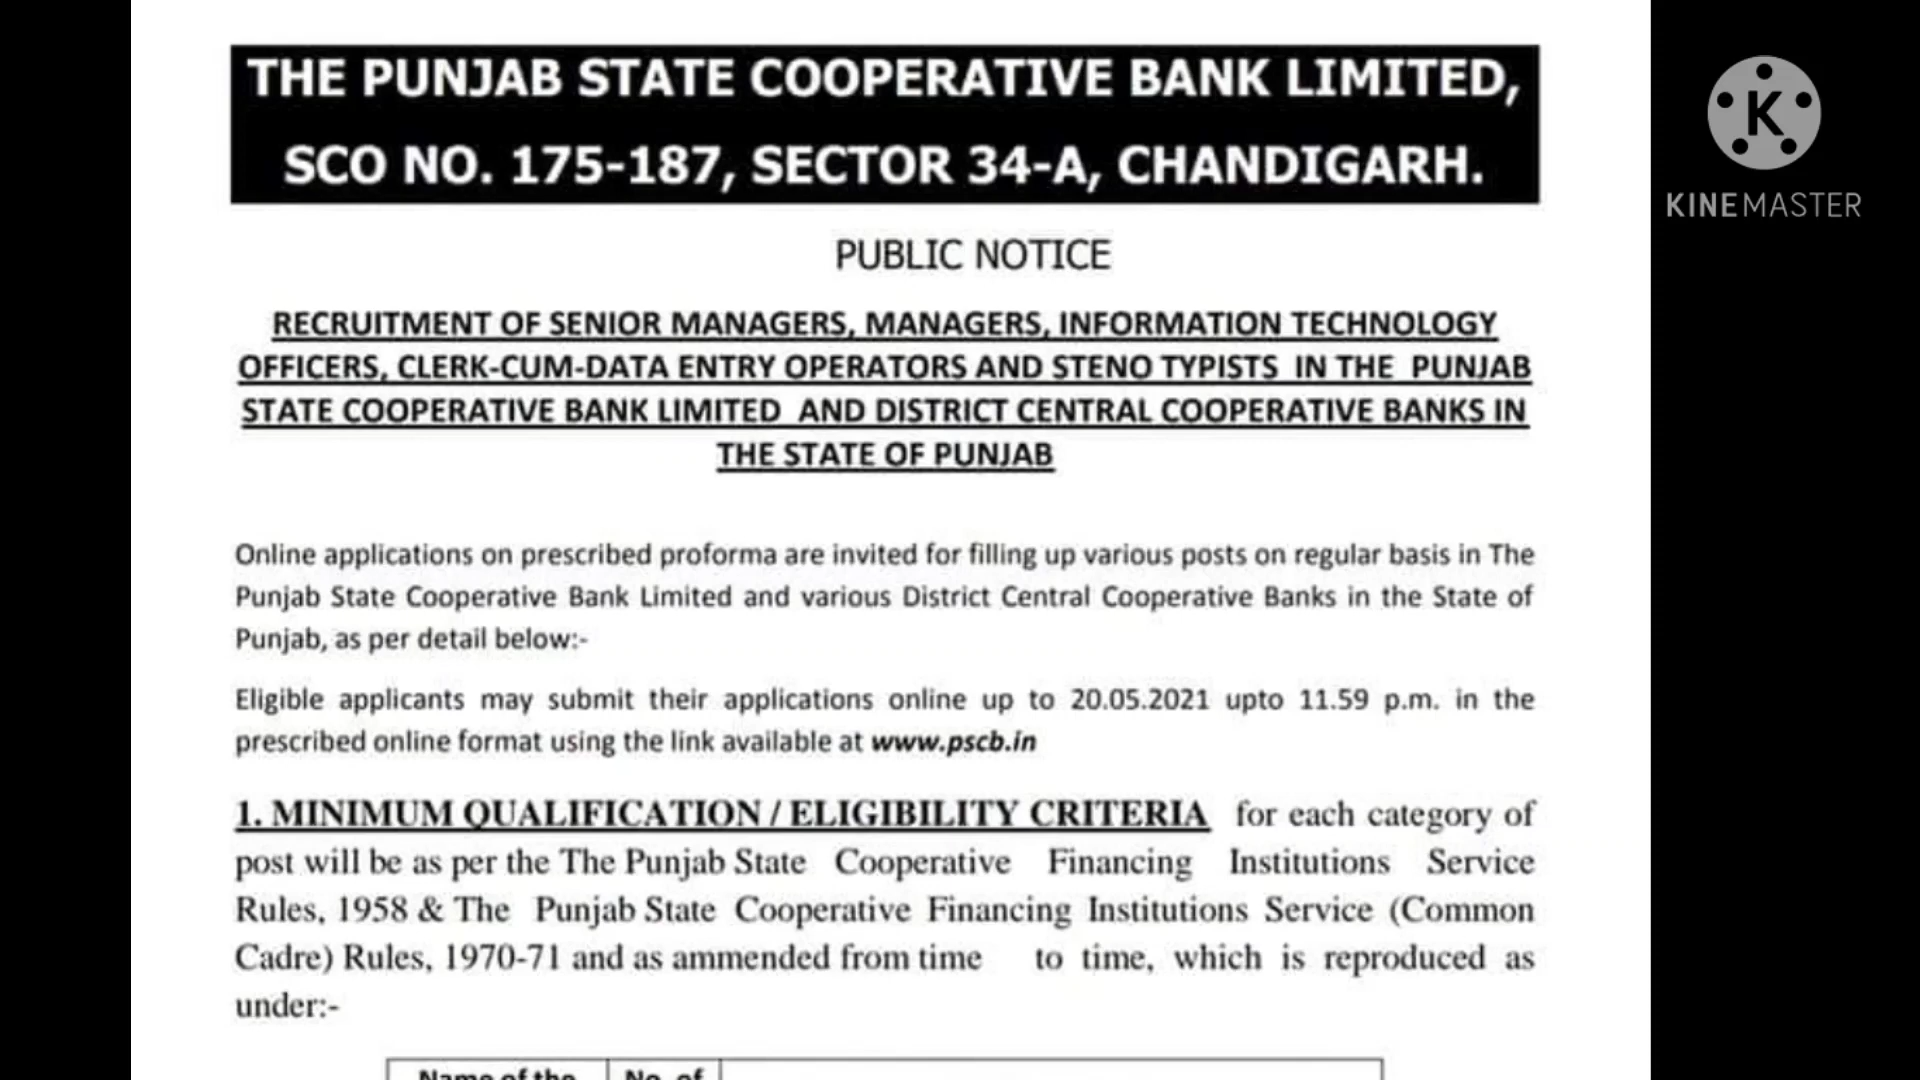 THE PUNJAB STATE COOPERATIVE BANK LIMITED,
SCO NO. 175-187, SECTOR 34-A, CHANDIGARH.
K
KINEMASTER
PUBLIC NOTICE
RECRUITMENT OF SENIOR MANAGERS, MANAGERS, INFORMATION TECHNOLOGY
OFFICERS, CLERK-CUM-DATA ENTRY OPERATORS AND STENO TYPISTS IN THE PUNJAB
STATE COOPERATIVE BANK LIMITED AND DISTRICT CENTRAL COOPERATIVE BANKS IN
THE STATE OF PUNJAB
Online applications on prescribed proforma are invited for filling up various posts on regular basis in The
Punjab State Cooperative Bank Limited and various District Central Cooperative Banks in the State of
Punjab, as per detail below:-
Eligible applicants may submit their applications online up to 20.05.2021 upto 11.59 p.m. in the
prescribed online format using the link available at www.pscb.in
1. MINIMUM QUALIFICATION / ELIGIBILITY CRITERIA for each category of
post will be as per the The Punjab State Cooperative Financing Institutions Service
Rules, 1958 & The Punjab State Cooperative Financing Institutions Service (Common
Cadre) Rules, 1970-71 and as ammended from time to time, which is reproduced as
under:-
Name of the No. of